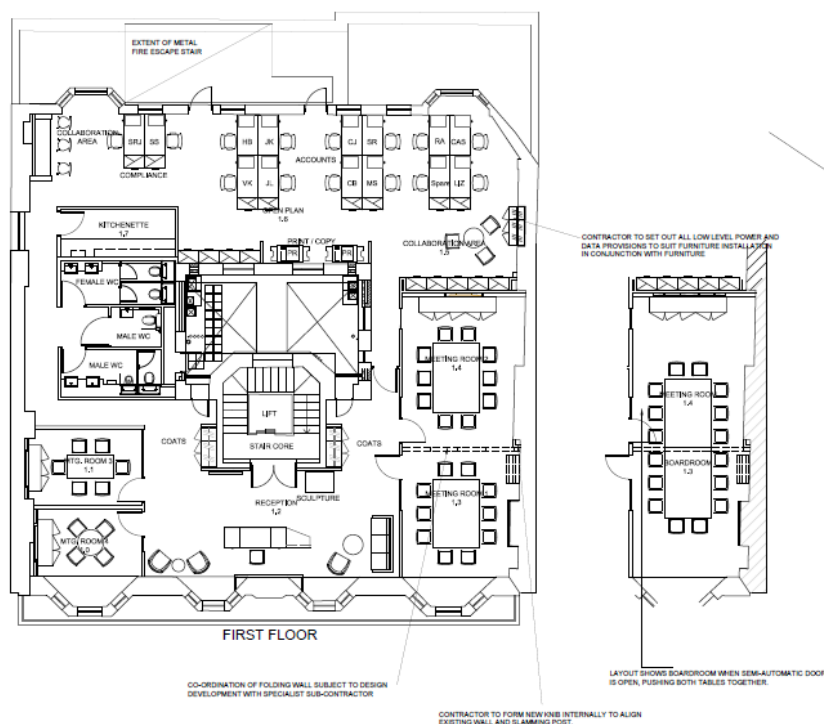 EXTENT OF METAL
FIRE ESCAPE STAIR
COLLABORATION
AREA
SRJ
SS
COMPLIANCE
HB
JK
VK
JL
ACCOUNTS
CJ
SR
CB
MS
RA
CAS
Spare
LIZ
OPEN PLAN
1.6
KITCHENETTE
1.7
PRINT / COPY
PR
PR
COLLABORATION AREA
CONTRACTOR TO SET OUT ALL LOW LEVEL POWER AND
DATA PROVISIONS TO SUIT FURNITURE INSTALLATION
IN CONJUNCTION WITH FURNITURE
FEMALE WC
MALE WC
MALE WC
LIFT
STAIR CORE
COATS
COATS
MEETING ROOM 2
1.4
MEETING ROOM
1.4
BOARDROOM
1.3
MTG. ROOM 3
1.1
RECEPTION
1.2
SCULPTURE
MEETING ROOM 1
1.3
MTG. ROOM 4
FIRST FLOOR
LAYOUT SHOWS BOARDROOM WHEN SEMI-AUTOMATIC DOOR
IS OPEN, PUSHING BOTH TABLES TOGETHER.
CO-ORDINATION OF FOLDING WALL SUBJECT TO DESIGN
DEVELOPMENT WITH SPECIALIST SUB-CONTRACTOR
CONTRACTOR TO FORM NEW KNIB INTERNALLY TO ALIGN
EXISTING WALL AND SLAMMING POST